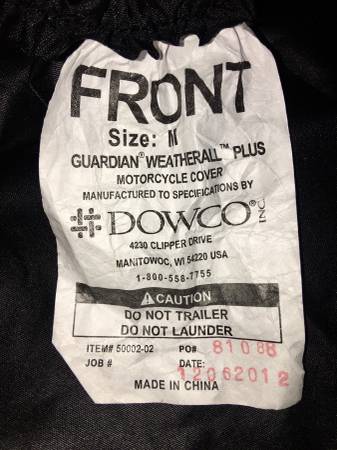 FRONT
Size: M
GUARDIAN® WEATHERALL™ PLUS
MOTORCYCLE COVER
MANUFACTURED TO SPECIFICATIONS BY
DOWCO® INC
4230 CLIPPER DRIVE
MANITOWOC, WI 54220 USA
1-800-558-7755
⚠ CAUTION
DO NOT TRAILER
DO NOT LAUNDER
ITEM# 50002-02 PO# 81088
JOB # DATE: 12062012
MADE IN CHINA